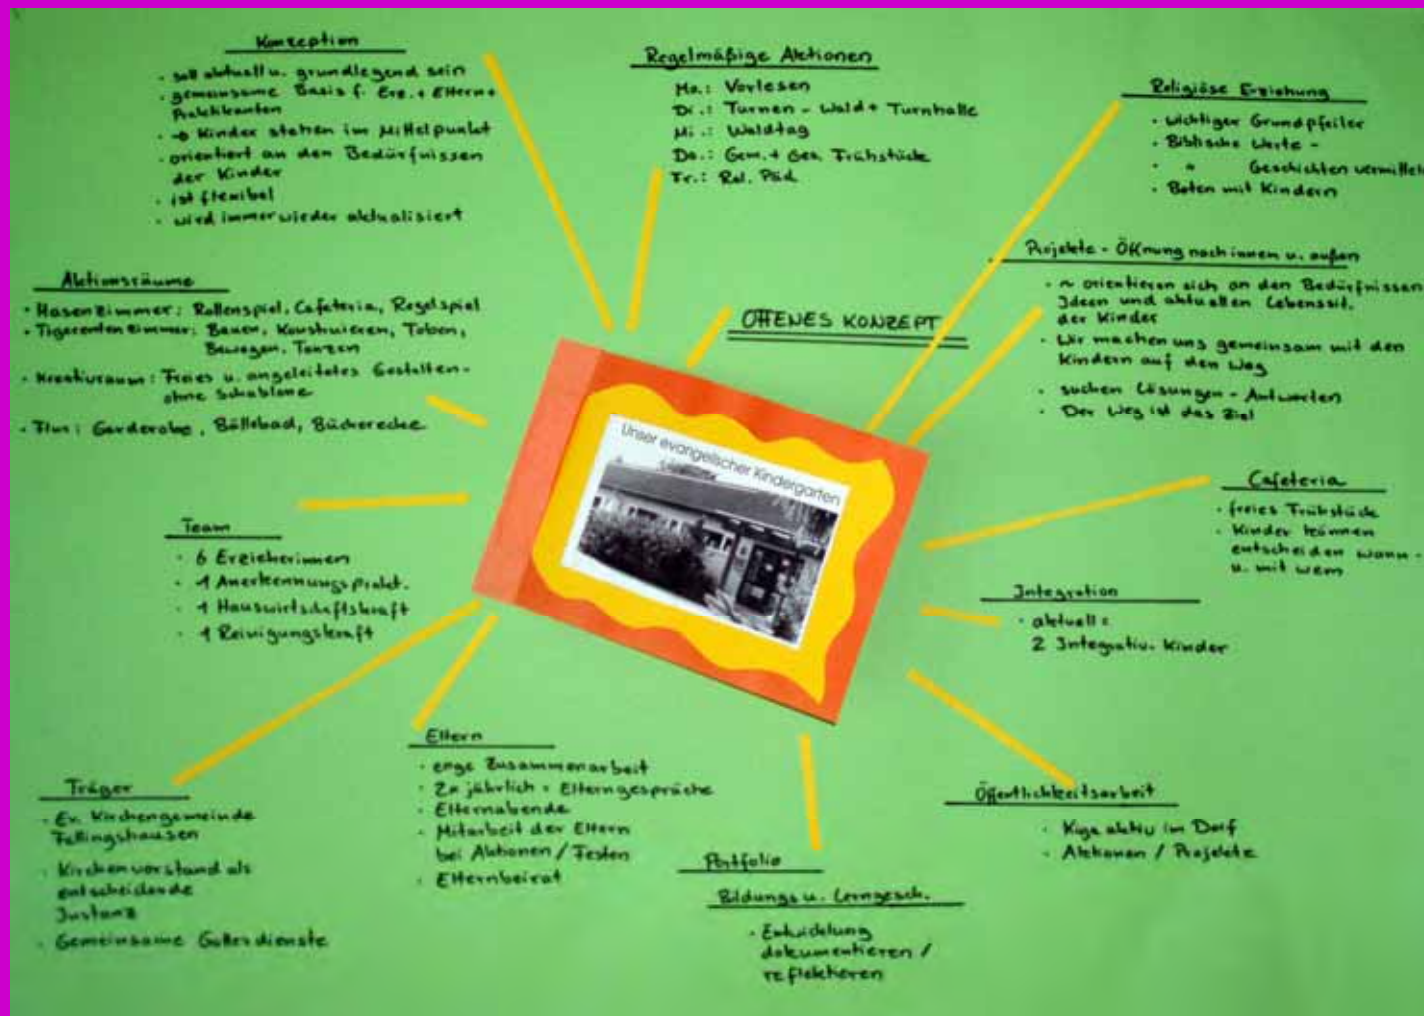 Konzeption
· soll aktuell u. grundlegend sein
· gemeinsame Basis f. Erz. + Eltern +
Praktikanten
· → Kinder stehen im Mittelpunkt
· orientiert an den Bedürfnissen
der Kinder
· ist flexibel
· wird immer wieder aktualisiert
Regelmäßige Aktionen
Mo.: Vorlesen
Di.: Turnen - Wald + Turnhalle
Mi.: Waldtag
Do.: Gem. + Ges. Frühstück
Fr.: Rel. Päd.
Religiöse Erziehung
· wichtiger Grundpfeiler
· Biblische Werte -
· " Geschichten vermitteln
· Beten mit Kindern
Projekte - Öffnung nach innen u. außen
· ~ orientieren sich an den Bedürfnissen
Ideen und aktuellen Lebenssit.
der Kinder
· Wir machen uns gemeinsam mit den
Kindern auf den Weg
· suchen Lösungen - Antworten
· Der Weg ist das Ziel
OFFENES KONZEPT
Aktionsräume
· Hasenzimmer: Rollenspiel, Cafeteria, Regelspiel
· Tigerentenzimmer: Bauen, Konstruieren, Toben,
Bewegen, Tanzen
· Kreativraum: Freies u. angeleitetes Gestalten -
ohne Schablone
· Flur: Garderobe, Bällebad, Bücherecke
Unser evangelischer Kindergarten
Cafeteria
· freies Frühstück
· Kinder können
entscheiden wann -
u. mit wem
Team
· 6 Erzieherinnen
· 1 Anerkennungsprakt.
· 1 Hauswirtschaftskraft
· 1 Reinigungskraft
Integration
· aktuell:
2 Integrativ-Kinder
Eltern
· enge Zusammenarbeit
· 2x jährlich = Elterngespräche
· Elternabende
· Mitarbeit der Eltern
bei Aktionen / Festen
· Elternbeirat
Träger
· Ev. Kirchengemeinde
Fellingshausen
· Kirchenvorstand als
entscheidende
Instanz
· Gemeinsame Gottesdienste
Öffentlichkeitsarbeit
· Kiga aktiv im Dorf
· Aktionen / Projekte
Portfolio
Bildungs u. Lerngesch.
· Entwicklung
dokumentieren /
reflektieren